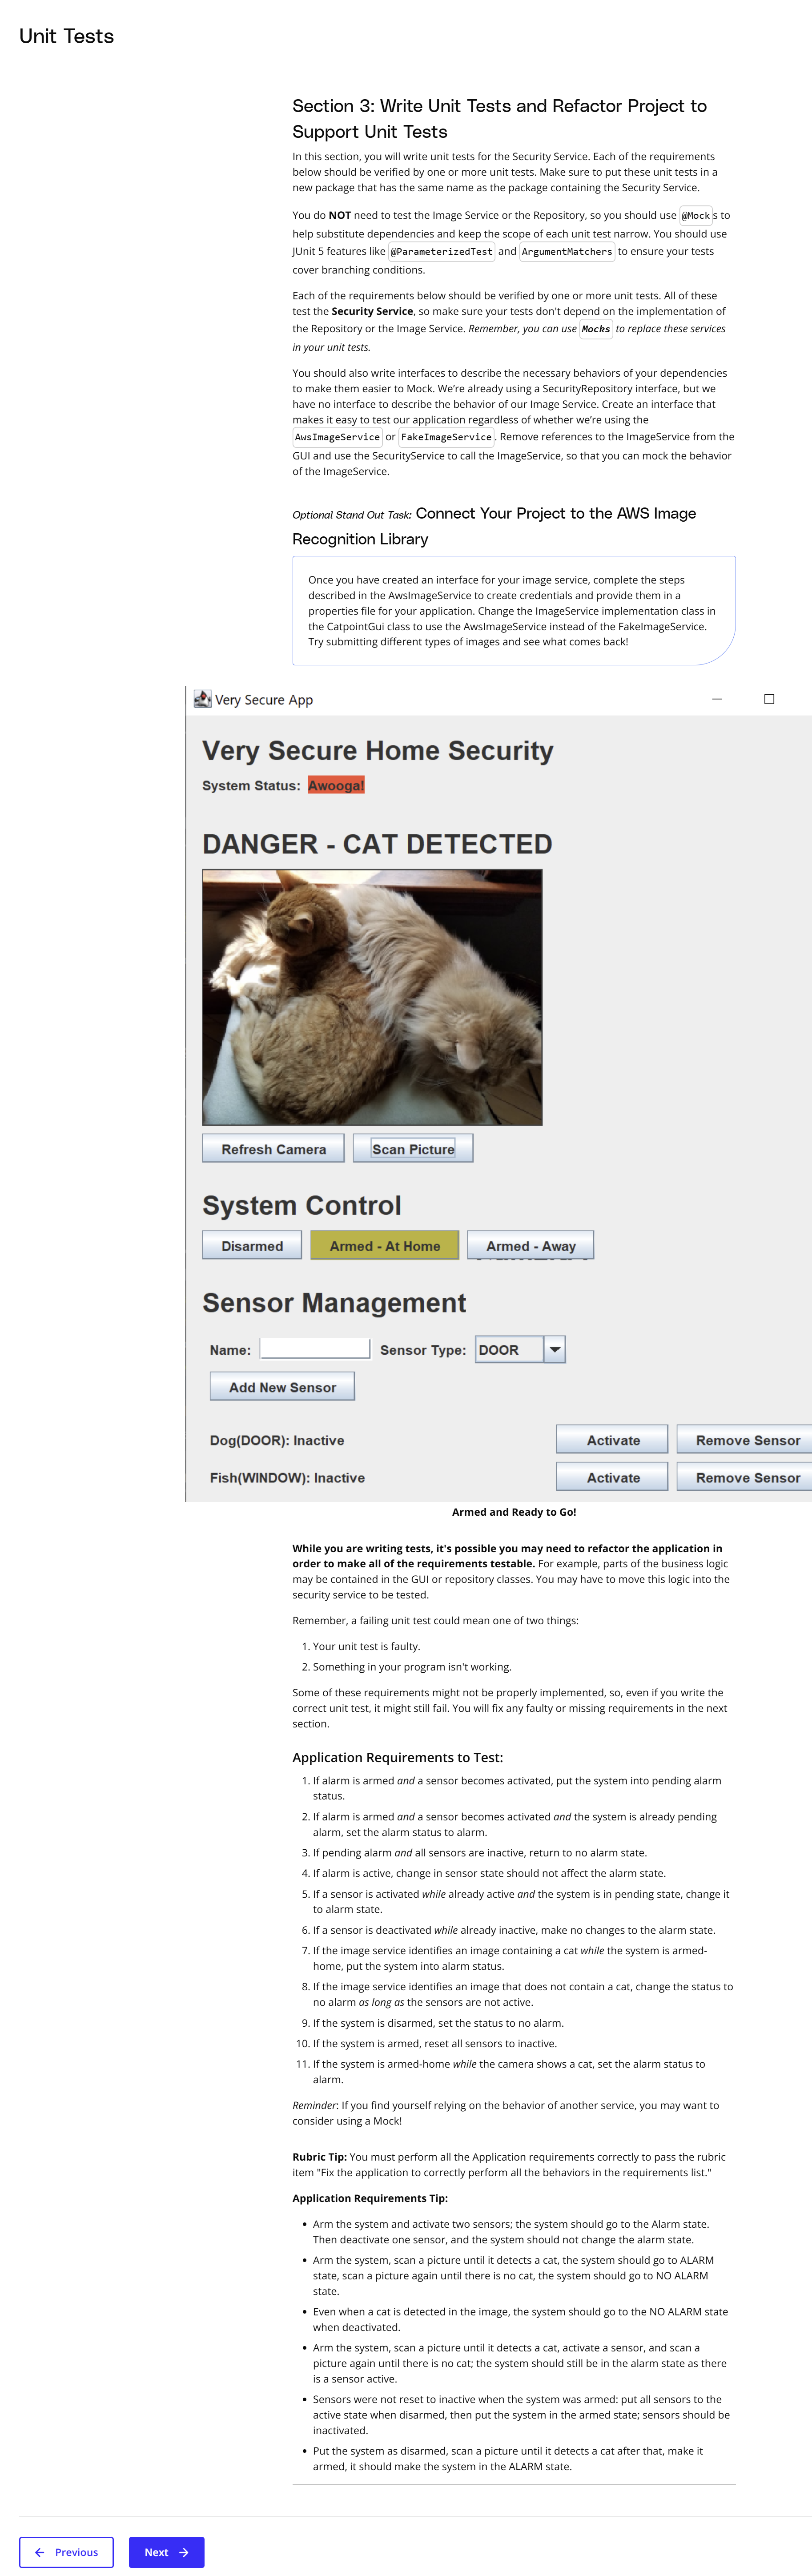 Unit Tests
Section 3: Write Unit Tests and Refactor Project to
Support Unit Tests
In this section, you will write unit tests for the Security Service. Each of the requirements
below should be verified by one or more unit tests. Make sure to put these unit tests in a
new package that has the same name as the package containing the Security Service.
You do NOT need to test the Image Service or the Repository, so you should use @Mock s to
help substitute dependencies and keep the scope of each unit test narrow. You should use
JUnit 5 features like @ParameterizedTest and ArgumentMatchers to ensure your tests
cover branching conditions.
Each of the requirements below should be verified by one or more unit tests. All of these
test the Security Service, so make sure your tests don't depend on the implementation of
the Repository or the Image Service. Remember, you can use Mocks to replace these services
in your unit tests.
You should also write interfaces to describe the necessary behaviors of your dependencies
to make them easier to Mock. We’re already using a SecurityRepository interface, but we
have no interface to describe the behavior of our Image Service. Create an interface that
makes it easy to test our application regardless of whether we’re using the
AwsImageService or FakeImageService. Remove references to the ImageService from the
GUI and use the SecurityService to call the ImageService, so that you can mock the behavior
of the ImageService.
Optional Stand Out Task: Connect Your Project to the AWS Image
Recognition Library
Once you have created an interface for your image service, complete the steps
described in the AwsImageService to create credentials and provide them in a
properties file for your application. Change the ImageService implementation class in
the CatpointGui class to use the AwsImageService instead of the FakeImageService.
Try submitting different types of images and see what comes back!
Very Secure App
Very Secure Home Security
System Status: Awooga!
DANGER - CAT DETECTED
Refresh Camera Scan Picture
System Control
Disarmed Armed - At Home Armed - Away
Sensor Management
Name: Sensor Type: DOOR
Add New Sensor
Dog(DOOR): Inactive Activate Remove Sensor
Fish(WINDOW): Inactive Activate Remove Sensor
Armed and Ready to Go!
While you are writing tests, it's possible you may need to refactor the application in
order to make all of the requirements testable. For example, parts of the business logic
may be contained in the GUI or repository classes. You may have to move this logic into the
security service to be tested.
Remember, a failing unit test could mean one of two things:
1. Your unit test is faulty.
2. Something in your program isn't working.
Some of these requirements might not be properly implemented, so, even if you write the
correct unit test, it might still fail. You will fix any faulty or missing requirements in the next
section.
Application Requirements to Test:
1. If alarm is armed and a sensor becomes activated, put the system into pending alarm
status.
2. If alarm is armed and a sensor becomes activated and the system is already pending
alarm, set the alarm status to alarm.
3. If pending alarm and all sensors are inactive, return to no alarm state.
4. If alarm is active, change in sensor state should not affect the alarm state.
5. If a sensor is activated while already active and the system is in pending state, change it
to alarm state.
6. If a sensor is deactivated while already inactive, make no changes to the alarm state.
7. If the image service identifies an image containing a cat while the system is armed-
home, put the system into alarm status.
8. If the image service identifies an image that does not contain a cat, change the status to
no alarm as long as the sensors are not active.
9. If the system is disarmed, set the status to no alarm.
10. If the system is armed, reset all sensors to inactive.
11. If the system is armed-home while the camera shows a cat, set the alarm status to
alarm.
Reminder: If you find yourself relying on the behavior of another service, you may want to
consider using a Mock!
Rubric Tip: You must perform all the Application requirements correctly to pass the rubric
item "Fix the application to correctly perform all the behaviors in the requirements list."
Application Requirements Tip:
• Arm the system and activate two sensors; the system should go to the Alarm state.
Then deactivate one sensor, and the system should not change the alarm state.
• Arm the system, scan a picture until it detects a cat, the system should go to ALARM
state, scan a picture again until there is no cat, the system should go to NO ALARM
state.
• Even when a cat is detected in the image, the system should go to the NO ALARM state
when deactivated.
• Arm the system, scan a picture until it detects a cat, activate a sensor, and scan a
picture again until there is no cat; the system should still be in the alarm state as there
is a sensor active.
• Sensors were not reset to inactive when the system was armed: put all sensors to the
active state when disarmed, then put the system in the armed state; sensors should be
inactivated.
• Put the system as disarmed, scan a picture until it detects a cat after that, make it
armed, it should make the system in the ALARM state.
Previous Next